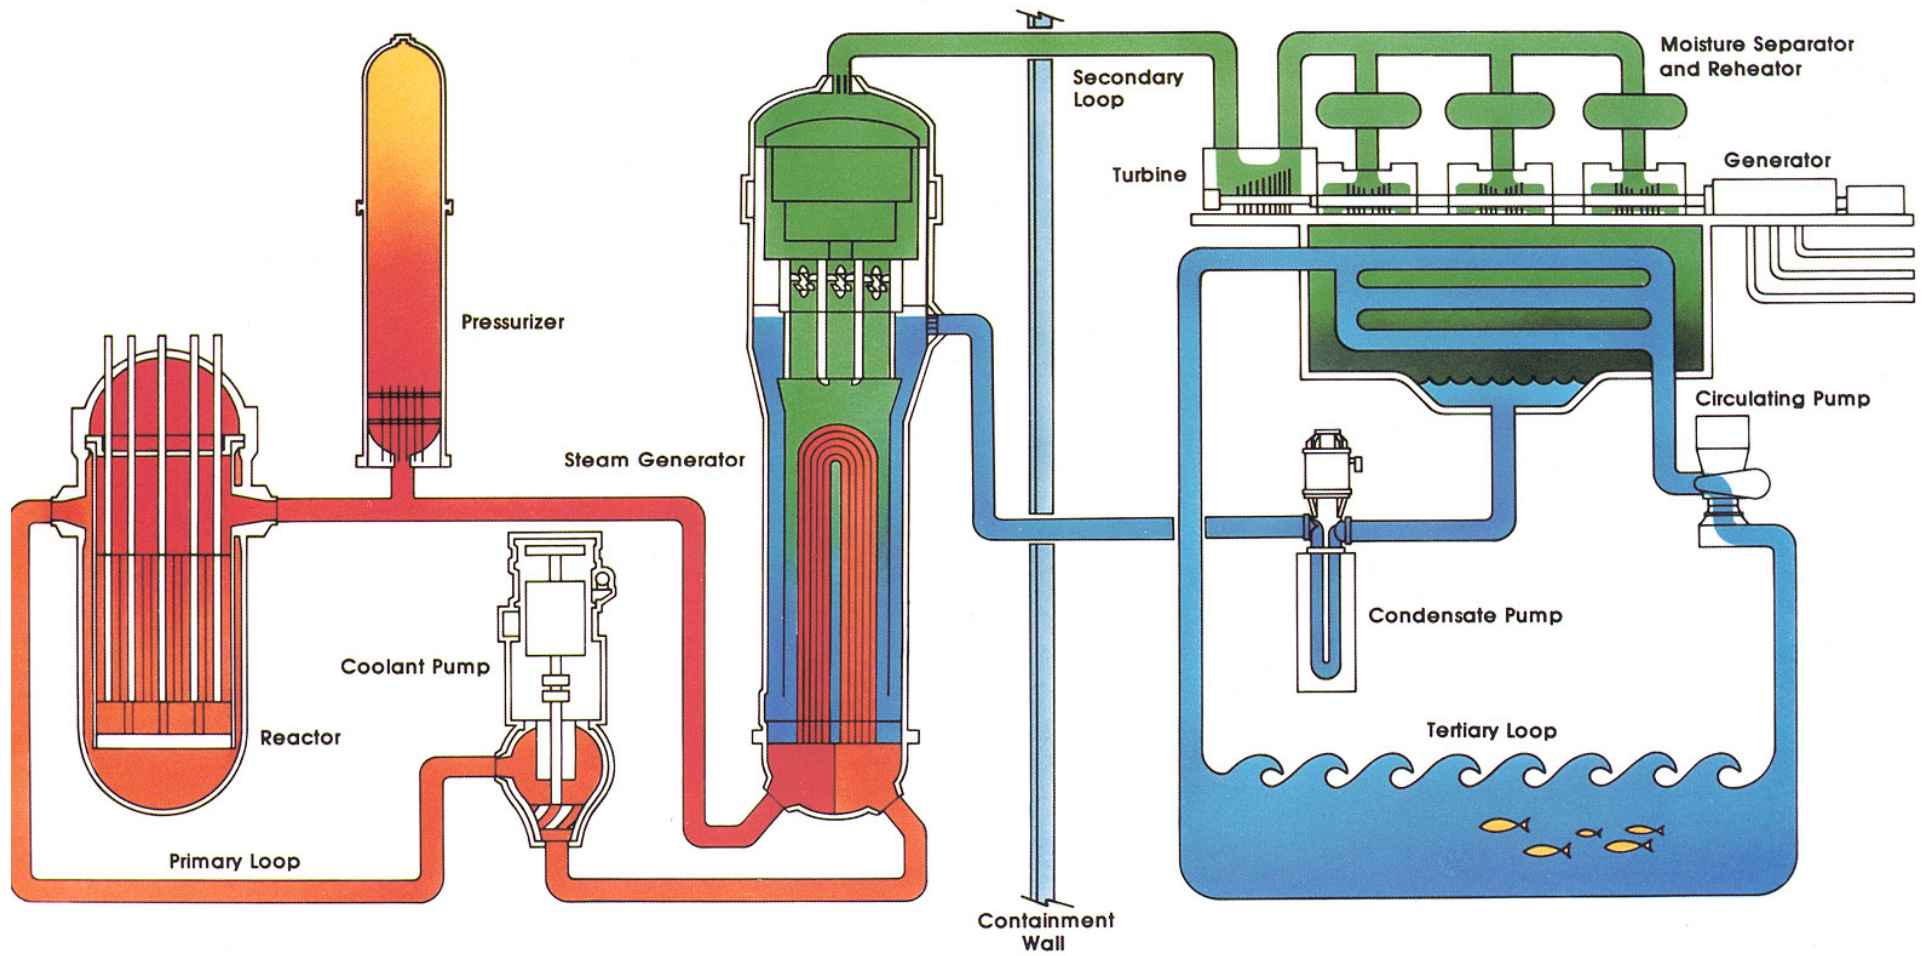 Moisture Separator
and Reheator
Secondary
Loop
Turbine
Generator
Pressurizer
Circulating Pump
Steam Generator
Condensate Pump
Coolant Pump
Reactor
Tertiary Loop
Primary Loop
Containment
Wall